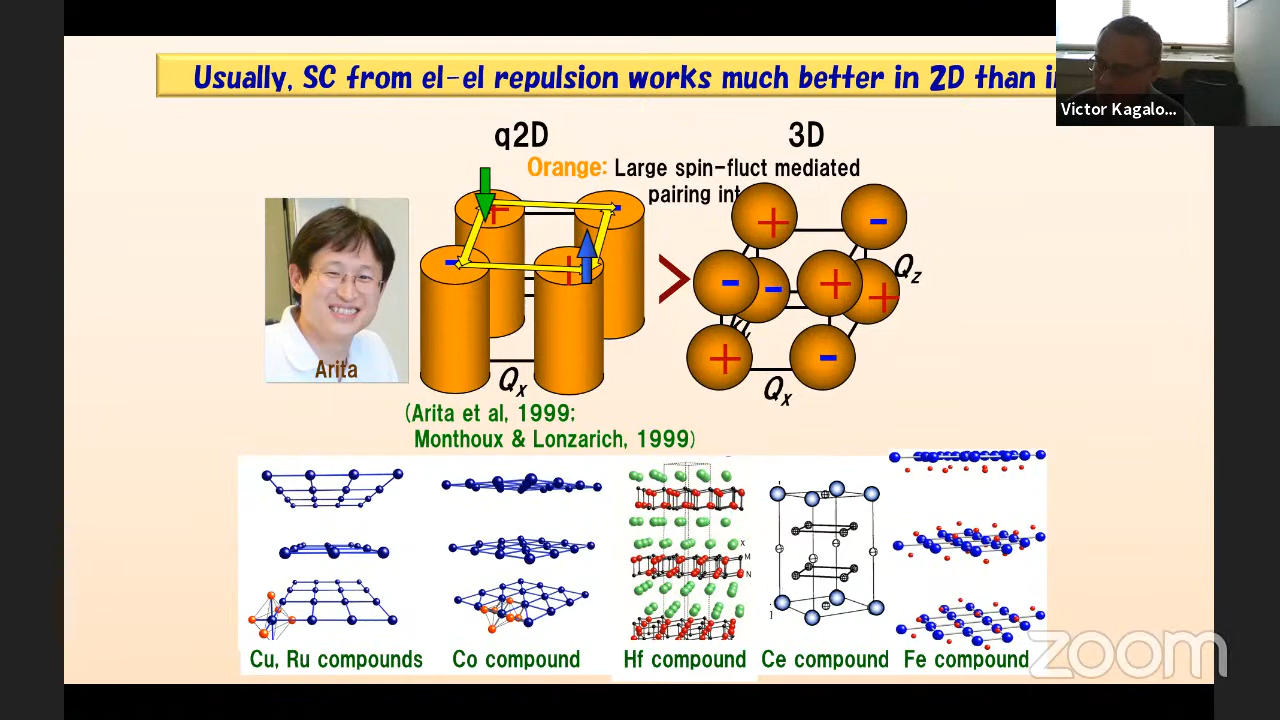 Usually, SC from el-el repulsion works much better in 2D than
Victor Kagalo...
q2D
3D
Orange: Large spin-fluct mediated
pairing
+
-
+
-
-
+
-
+
-
-
+
+
Qz
+
-
Qx
Qx
Arita
(Arita et al, 1999;
Monthoux & Lonzarich, 1999)
X
M
N
Cu, Ru compounds
Co compound
Hf compound
Ce compound
Fe compound
zoom